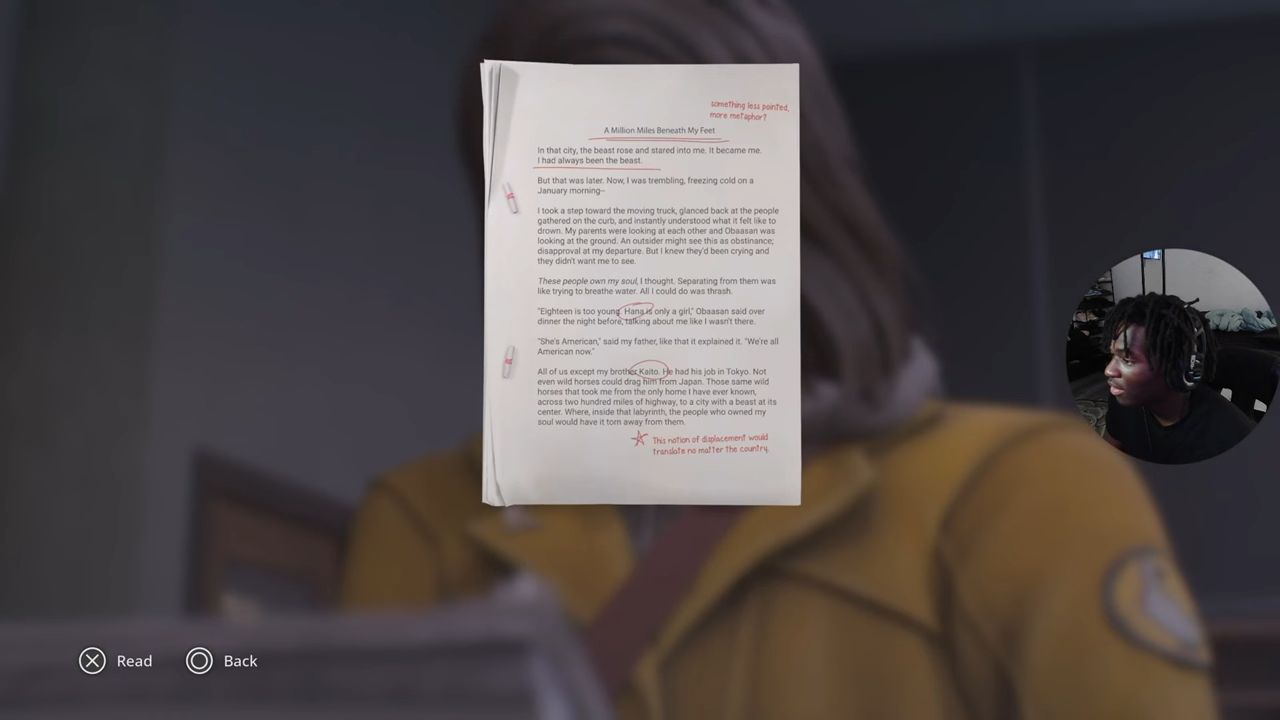 something less pointed,
more metaphor?
A Million Miles Beneath My Feet
In that city, the beast rose and stared into me. It became me.
I had always been the beast.
But that was later. Now, I was trembling, freezing cold on a
January morning--
I took a step toward the moving truck, glanced back at the people
gathered on the curb, and instantly understood what it felt like to
drown. My parents were looking at each other and Obaasan was
looking at the ground. An outsider might see this as obstinance;
disapproval at my departure. But I knew they'd been crying and
they didn't want me to see.
These people own my soul, I thought. Separating from them was
like trying to breathe water. All I could do was thrash.
"Eighteen is too young. Hana is only a girl," Obaasan said over
dinner the night before, talking about me like I wasn't there.
"She's American," said my father, like that it explained it. "We're all
American now."
All of us except my brother Kaito. He had his job in Tokyo. Not
even wild horses could drag him from Japan. Those same wild
horses that took me from the only home I have ever known,
across two hundred miles of highway, to a city with a beast at its
center. Where, inside that labyrinth, the people who owned my
soul would have it torn away from them.
This notion of displacement would
translate no matter the country.
Read
Back